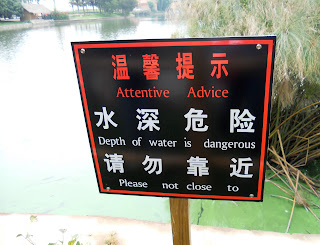 温馨提示
Attentive Advice
水深危险
Depth of water is dangerous
请勿靠近
Please not close to